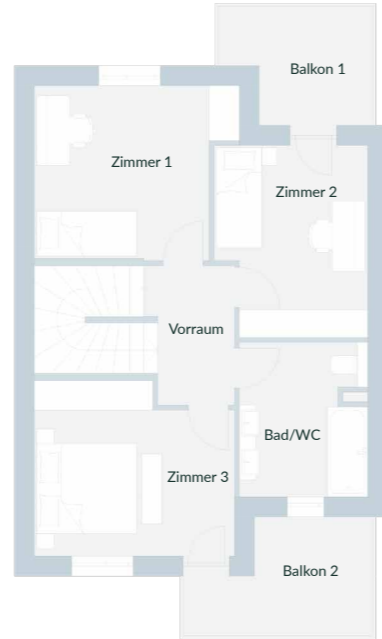 Balkon 1
Zimmer 1
Zimmer 2
Vorraum
Bad/WC
Zimmer 3
Balkon 2